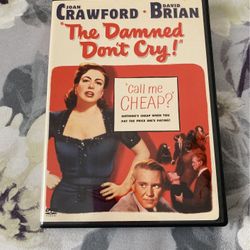 JOAN DAVID
CRAWFORD · BRIAN
"The Damned
Don't Cry!"
"Call me
CHEAP?"
NOTHING'S CHEAP WHEN YOU
PAY THE PRICE SHE'S PAYING!